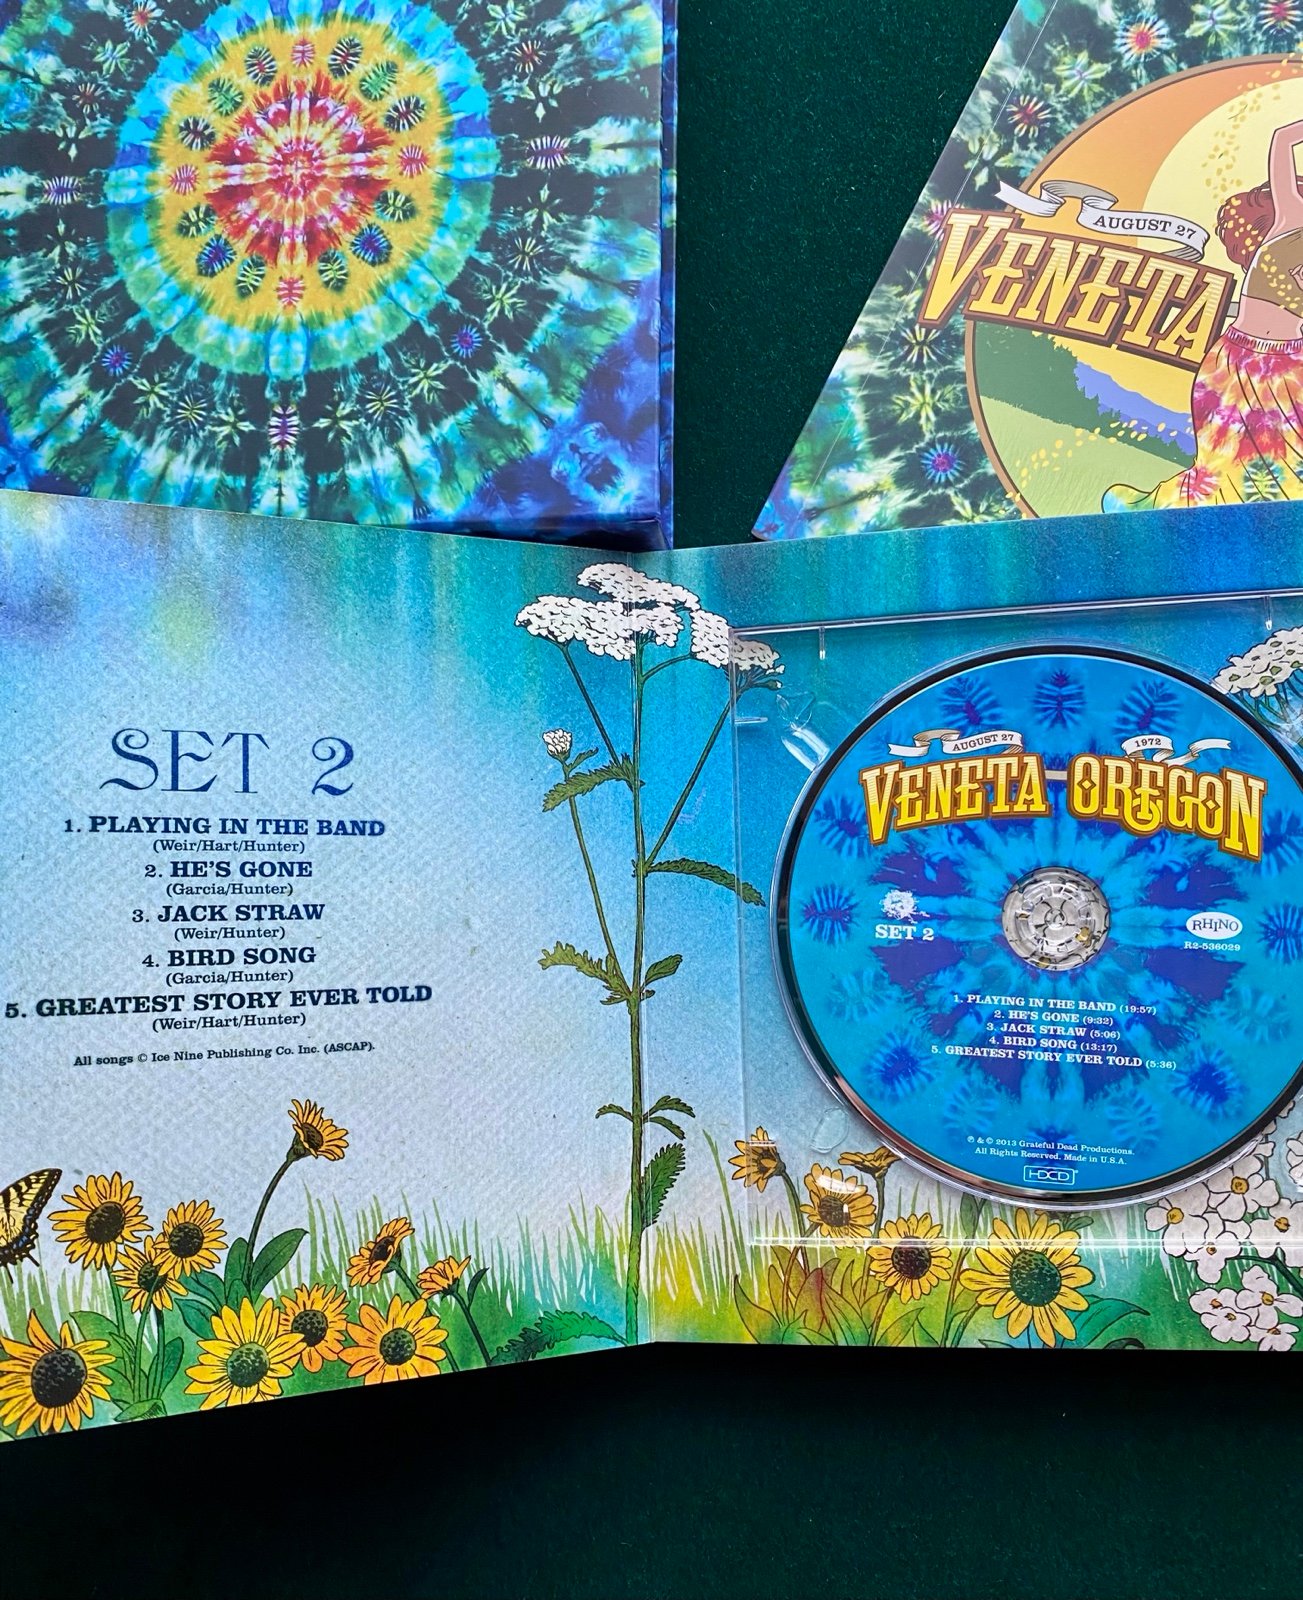 AUGUST 27
VENETA
SET 2
1. PLAYING IN THE BAND
(Weir/Hart/Hunter)
2. HE'S GONE
(Garcia/Hunter)
3. JACK STRAW
(Weir/Hunter)
4. BIRD SONG
(Garcia/Hunter)
5. GREATEST STORY EVER TOLD
(Weir/Hart/Hunter)
All songs © Ice Nine Publishing Co. Inc. (ASCAP).
AUGUST 27 1972
VENETA OREGON
SET 2
RHINO
R2-536029
1. PLAYING IN THE BAND (19:57)
2. HE'S GONE (9:32)
3. JACK STRAW (5:06)
4. BIRD SONG (13:17)
5. GREATEST STORY EVER TOLD (5:36)
℗ & © 2013 Grateful Dead Productions.
All Rights Reserved. Made in U.S.A.
HDCD